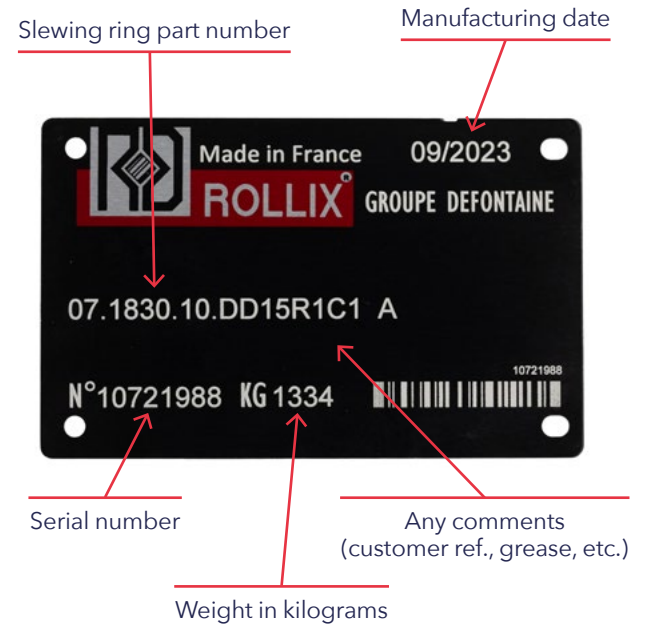 Slewing ring part number
Manufacturing date
Made in France 09/2023
ROLLIX® GROUPE DEFONTAINE
07.1830.10.DD15R1C1 A
10721988
N°10721988 KG 1334
Serial number
Any comments
(customer ref., grease, etc.)
Weight in kilograms